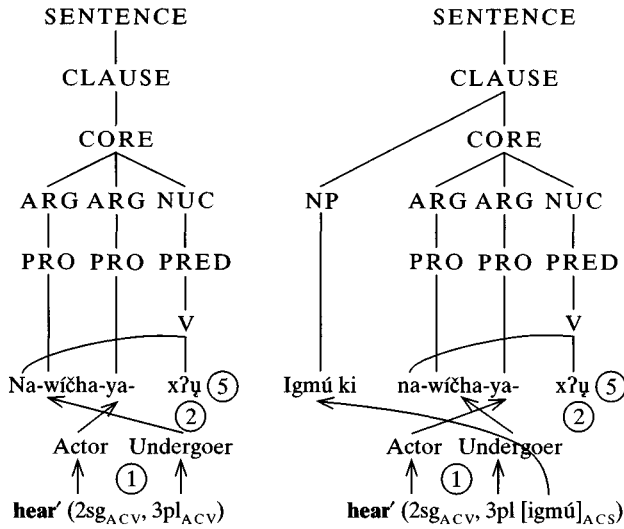 SENTENCE SENTENCE
CLAUSE CLAUSE
CORE CORE
ARG ARG NUC NP ARG ARG NUC
PRO PRO PRED PRO PRO PRED
V V
Na-wíčha-ya- xʔų 5 Igmú ki na-wíčha-ya- xʔų 5
2 2
Actor Undergoer Actor Undergoer
1 1
hear′ (2sgACV, 3plACV) hear′ (2sgACV, 3pl [igmú]ACS)